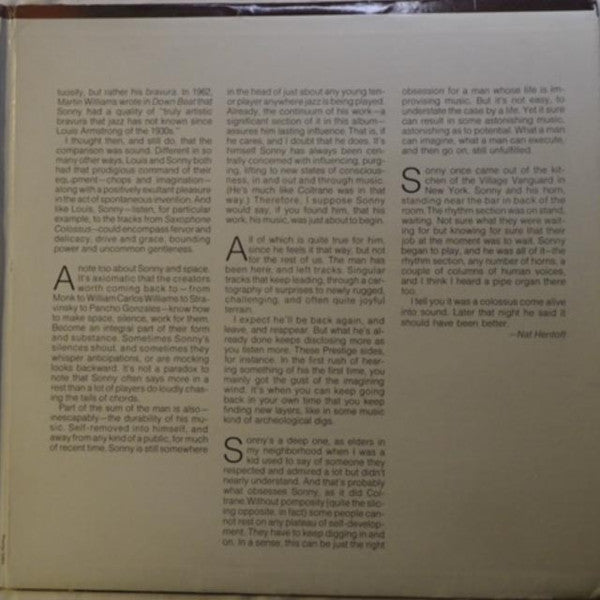 tuosity, but rather his bravura. In 1962,
Martin Williams wrote in Down Beat that
Sonny had a quality of "truly artistic
bravura that jazz has not known since
Louis Armstrong of the 1930s."
I thought then, and still do, that the
comparison was sound. Different in so
many other ways, Louis and Sonny both
had that prodigious command of their
equipment—chops and imagination—
along with a positively exultant pleasure
in the act of spontaneous invention. And
like Louis, Sonny—listen, for particular
example, to the tracks from Saxophone
Colossus—could encompass fervor and
delicacy, drive and grace, bounding
power and uncommon gentleness.
A note too about Sonny and space.
It's axiomatic that the creators
worth coming back to—from
Monk to William Carlos Williams to Stra-
vinsky to Pancho Gonzales—know how
to make space, silence, work for them.
Become an integral part of their form
and substance. Sometimes Sonny's
silences shout, and sometimes they
whisper anticipations, or are mocking
looks backward. It's not a paradox to
note that Sonny often says more in a
rest than a lot of players do loudly chas-
ing the tails of chords.
Part of the sum of the man is also—
inescapably—the durability of his mu-
sic. Self-removed into himself, and
away from any kind of a public, for much
of recent time, Sonny is still somewhere
in the head of just about any young ten-
or player anywhere jazz is being played.
Already, the continuum of his work—a
significant section of it in this album—
assures him lasting influence. That is, if
he cares, and I doubt that he does. It's
himself Sonny has always been cen-
trally concerned with influencing, purg-
ing, lifting to new states of conscious-
ness, in and out and through music.
(He's much like Coltrane was in that
way.) Therefore, I suppose Sonny
would say, if you found him, that his
work, his music, was just about to begin.
All of which is quite true for him,
since he feels it that way, but not
for the rest of us. The man has
been here, and left tracks. Singular
tracks that keep leading, through a car-
tography of surprises to newly rugged,
challenging, and often quite joyful
terrain.
I expect he'll be back again, and
leave, and reappear. But what he's al-
ready done keeps disclosing more as
you listen more. These Prestige sides,
for instance. In the first rush of hear-
ing something of his the first time, you
mainly got the gust of the imagining
wind. It's when you can keep going
back in your own time that you keep
finding new layers, like in some music
kind of archeological digs.
Sonny's a deep one, as elders in
my neighborhood when I was a
kid used to say of someone they
respected and admired a lot but didn't
nearly understand. And that's probably
what obsesses Sonny, as it did Col-
trane. Without pomposity (quite the slic-
ing opposite, in fact) some people can-
not rest on any plateau of self-develop-
ment. They have to keep digging in and
on. In a sense, this can be just the right
obsession for a man whose life is im-
provising music. But it's not easy, to
understate the case by a life. Yet it sure
can result in some astonishing music,
astonishing as to potential. What a man
can imagine, what a man can execute,
and then go on, still unfulfilled.
Sonny once came out of the kit-
chen of the Village Vanguard in
New York. Sonny and his horn,
standing near the bar in back of the
room. The rhythm section was on stand,
waiting. Not sure what they were wait-
ing for but knowing for sure that their
job at the moment was to wait. Sonny
began to play, and he was all of it—the
rhythm section, any number of horns, a
couple of columns of human voices,
and I think I heard a pipe organ there
too.
I tell you it was a colossus come alive
into sound. Later that night he said it
should have been better.
—Nat Hentoff